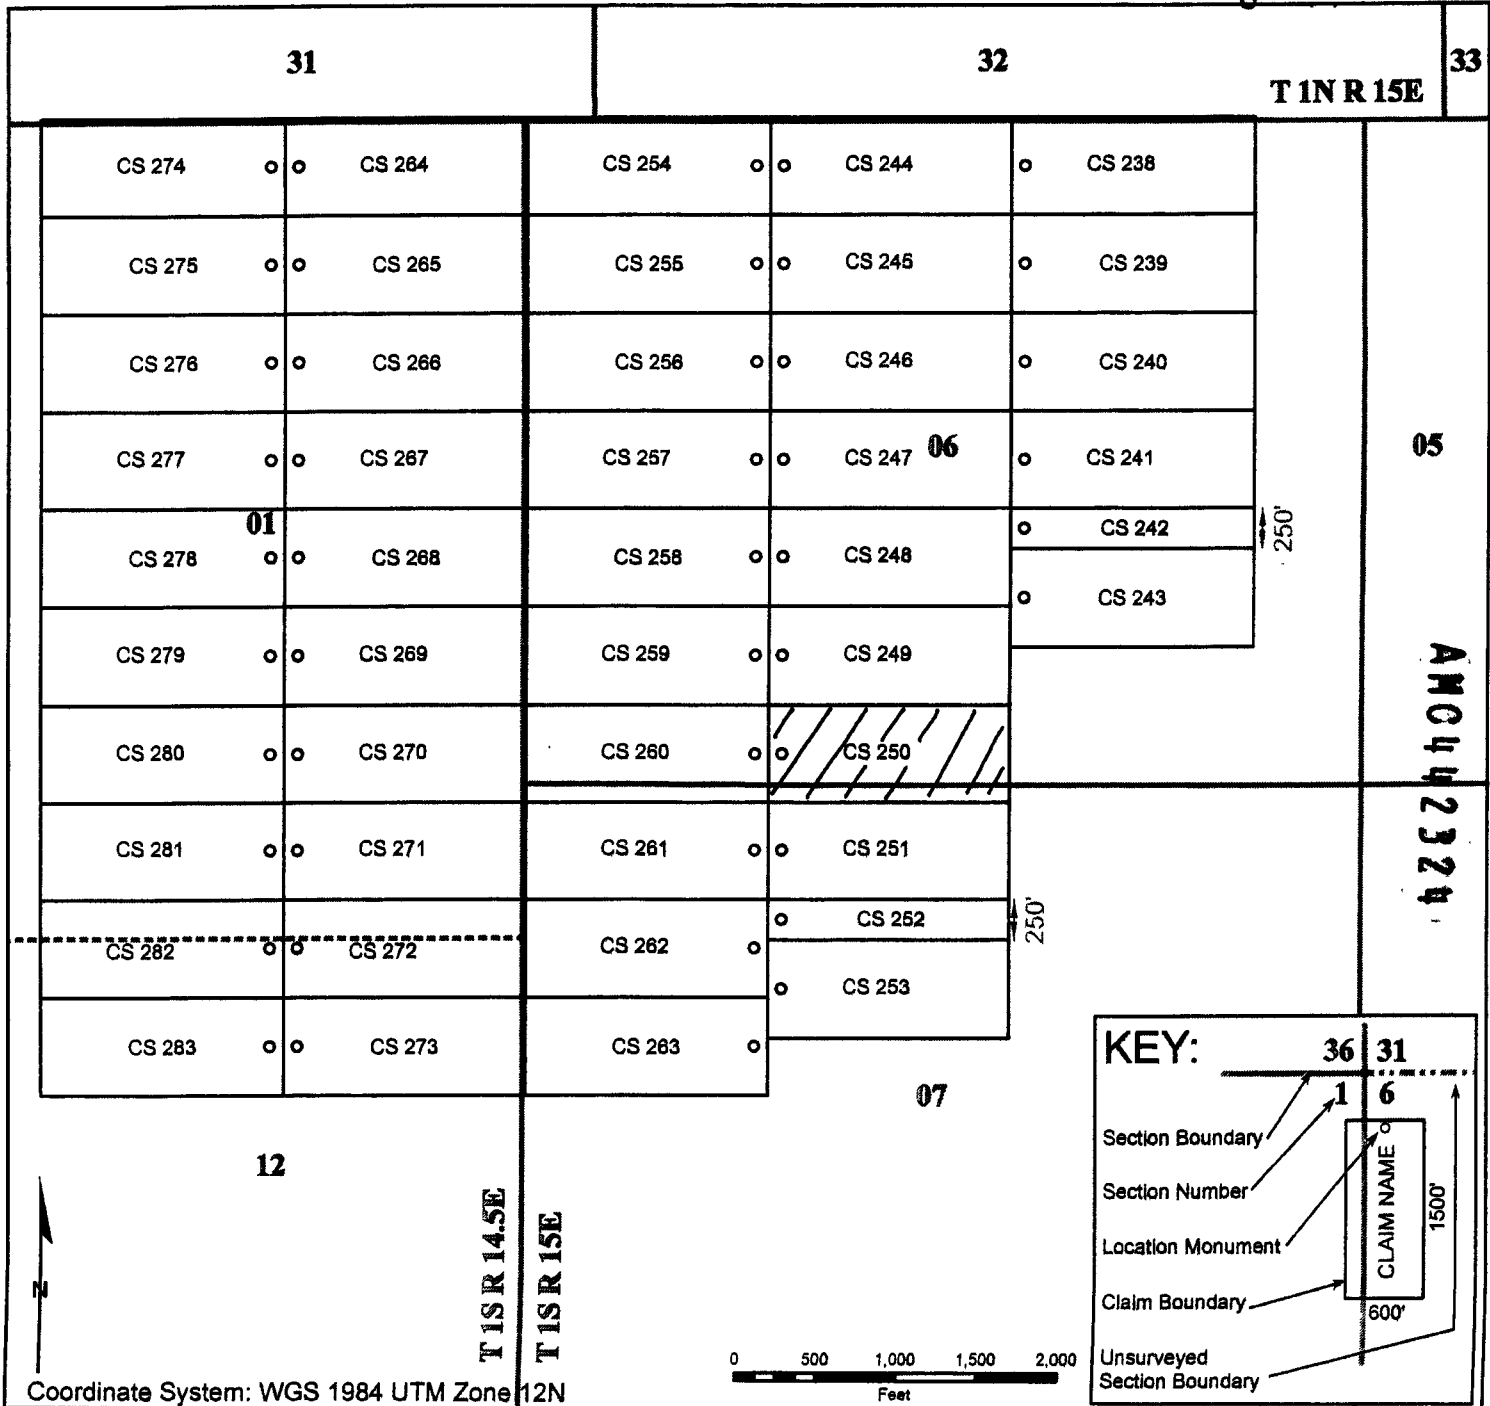 31 32 33
T 1N R 15E
CS 274 CS 264 CS 254 CS 244 CS 238
CS 275 CS 265 CS 255 CS 245 CS 239
CS 276 CS 266 CS 256 CS 246 CS 240
CS 277 CS 267 CS 257 CS 247 06 CS 241 05
01
CS 278 CS 268 CS 258 CS 248 CS 242 250'
CS 243
CS 279 CS 269 CS 259 CS 249
CS 280 CS 270 CS 260 CS 250
AMC442324
CS 281 CS 271 CS 261 CS 251
CS 252 250'
CS 282 CS 272 CS 262
CS 253
CS 283 CS 273 CS 263
07
12
T 1S R 14.5E
T 1S R 15E
N
KEY:
36 31
1 6
Section Boundary
Section Number
Location Monument
Claim Boundary
Unsurveyed
Section Boundary
CLAIM NAME
1500'
600'
0 500 1,000 1,500 2,000
Feet
Coordinate System: WGS 1984 UTM Zone 12N